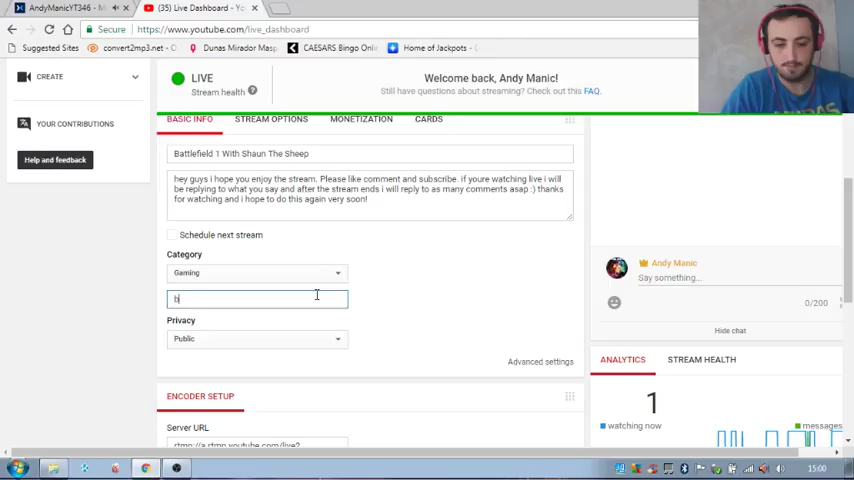 AndyManicYT346 - M
(35) Live Dashboard - Yo
Secure
https://www.youtube.com/live_dashboard
Suggested Sites
convert2mp3.net -
Dunas Mirador Masp
CAESARS Bingo Onlin
Home of Jackpots -
CREATE
YOUR CONTRIBUTIONS
Help and feedback
LIVE
Stream health
Welcome back, Andy Manic!
Still have questions about streaming? Check out this FAQ.
BASIC INFO
STREAM OPTIONS
MONETIZATION
CARDS
Battlefield 1 With Shaun The Sheep
hey guys i hope you enjoy the stream. Please like comment and subscribe. if youre watching live i will
be replying to what you say and after the stream ends i will reply to as many comments asap :) thanks
for watching and i hope to do this again very soon!
Schedule next stream
Category
Gaming
b
Privacy
Public
Advanced settings
ENCODER SETUP
Server URL
rtmp://a.rtmp.youtube.com/live2
Andy Manic
Say something...
0/200
Hide chat
ANALYTICS
STREAM HEALTH
1
watching now
messages
15:00